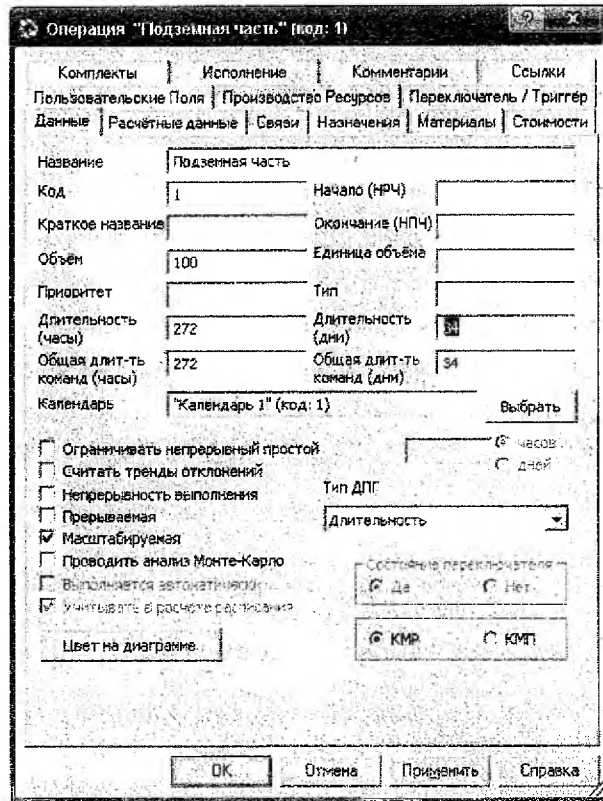 Операция "Подземная часть" (код: 1)
Комплекты Исполнение Комментарии Ссылки
Пользовательские Поля Производство Ресурсов Переключатель / Триггер
Данные Расчётные данные Связи Назначения Материалы Стоимости
Название Подземная часть
Код 1 Начало (НРЧ)
Краткое название Окончание (НПЧ)
Объём 100 Единица объёма
Приоритет Тип
Длительность (часы) 272 Длительность (дни) 34
Общая длит-ть команд (часы) 272 Общая длит-ть команд (дни) 34
Календарь "Календарь 1" (код: 1) Выбрать
Ограничивать непрерывный простой часов
Считать тренды отклонений дней
Непрерывность выполнения Тип ДПГ
Прерываемая Длительность
Масштабируемая
Проводить анализ Монте-Карло Состояние переключателя
Выполняется автоматически Да Нет
Учитывать в расчете расписания
Цвет на диаграмме КМР КМП
OK Отмена Применить Справка